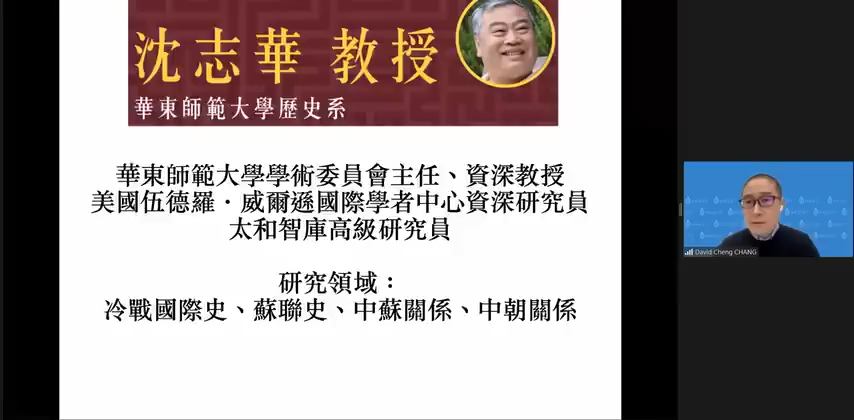 沈志華 教授
華東師範大學歷史系
華東師範大學學術委員會主任、資深教授
美國伍德羅·威爾遜國際學者中心資深研究員
太和智庫高級研究員
研究領域：
冷戰國際史、蘇聯史、中蘇關係、中朝關係
David Cheng CHANG